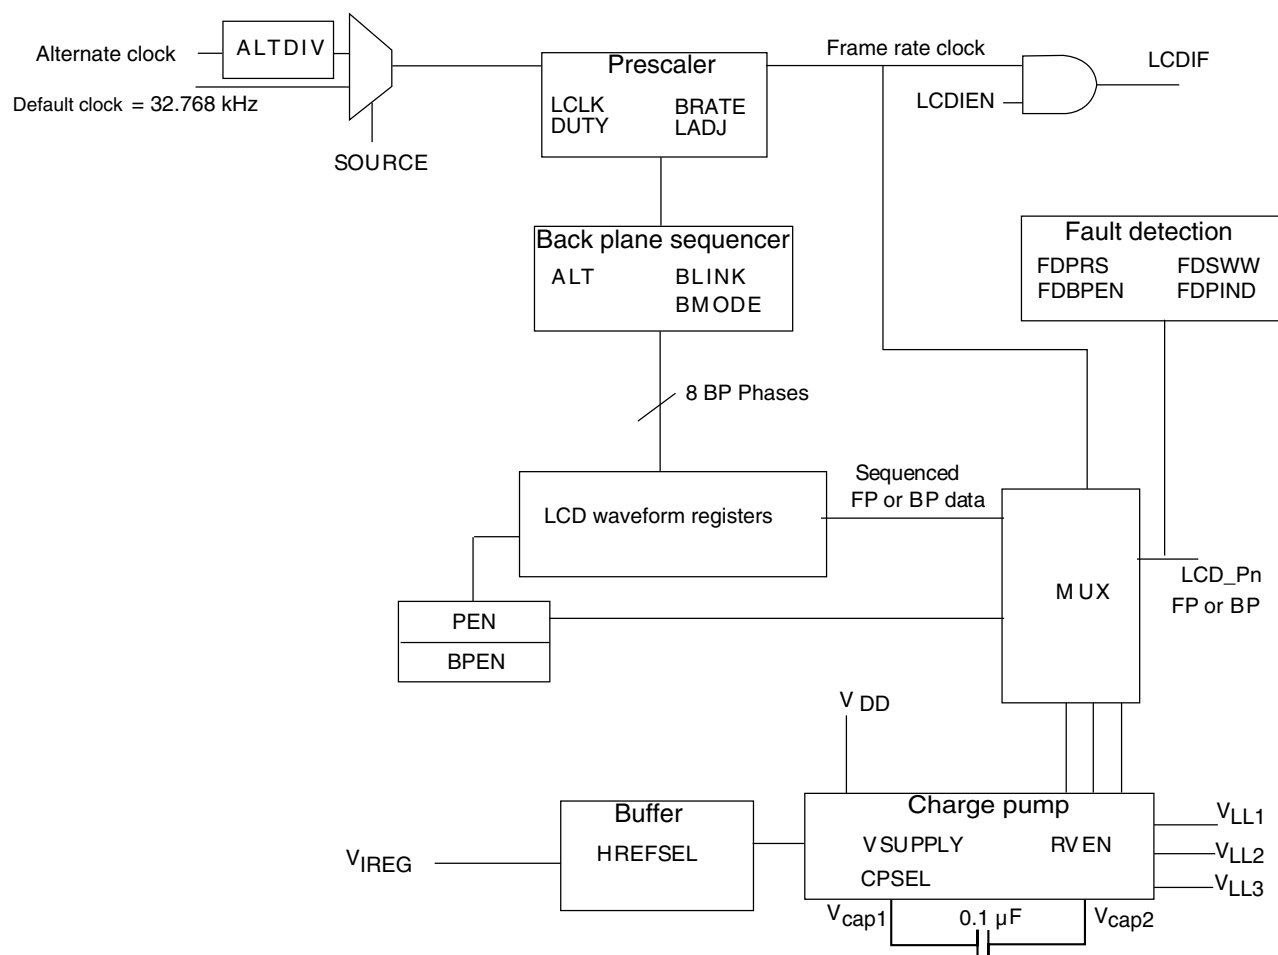 Alternate clock
ALTDIV
Default clock = 32.768 kHz
SOURCE
Prescaler
LCLK BRATE
DUTY LADJ
Frame rate clock
LCDIEN
LCDIF
Back plane sequencer
ALT BLINK
BMODE
Fault detection
FDPRS FDSWW
FDBPEN FDPIND
8 BP Phases
LCD waveform registers
Sequenced
FP or BP data
MUX
LCD_Pn
FP or BP
PEN
BPEN
VDD
Buffer
HREFSEL
VIREG
Charge pump
VSUPPLY RVEN
CPSEL
VLL1
VLL2
VLL3
Vcap1 0.1 µF Vcap2